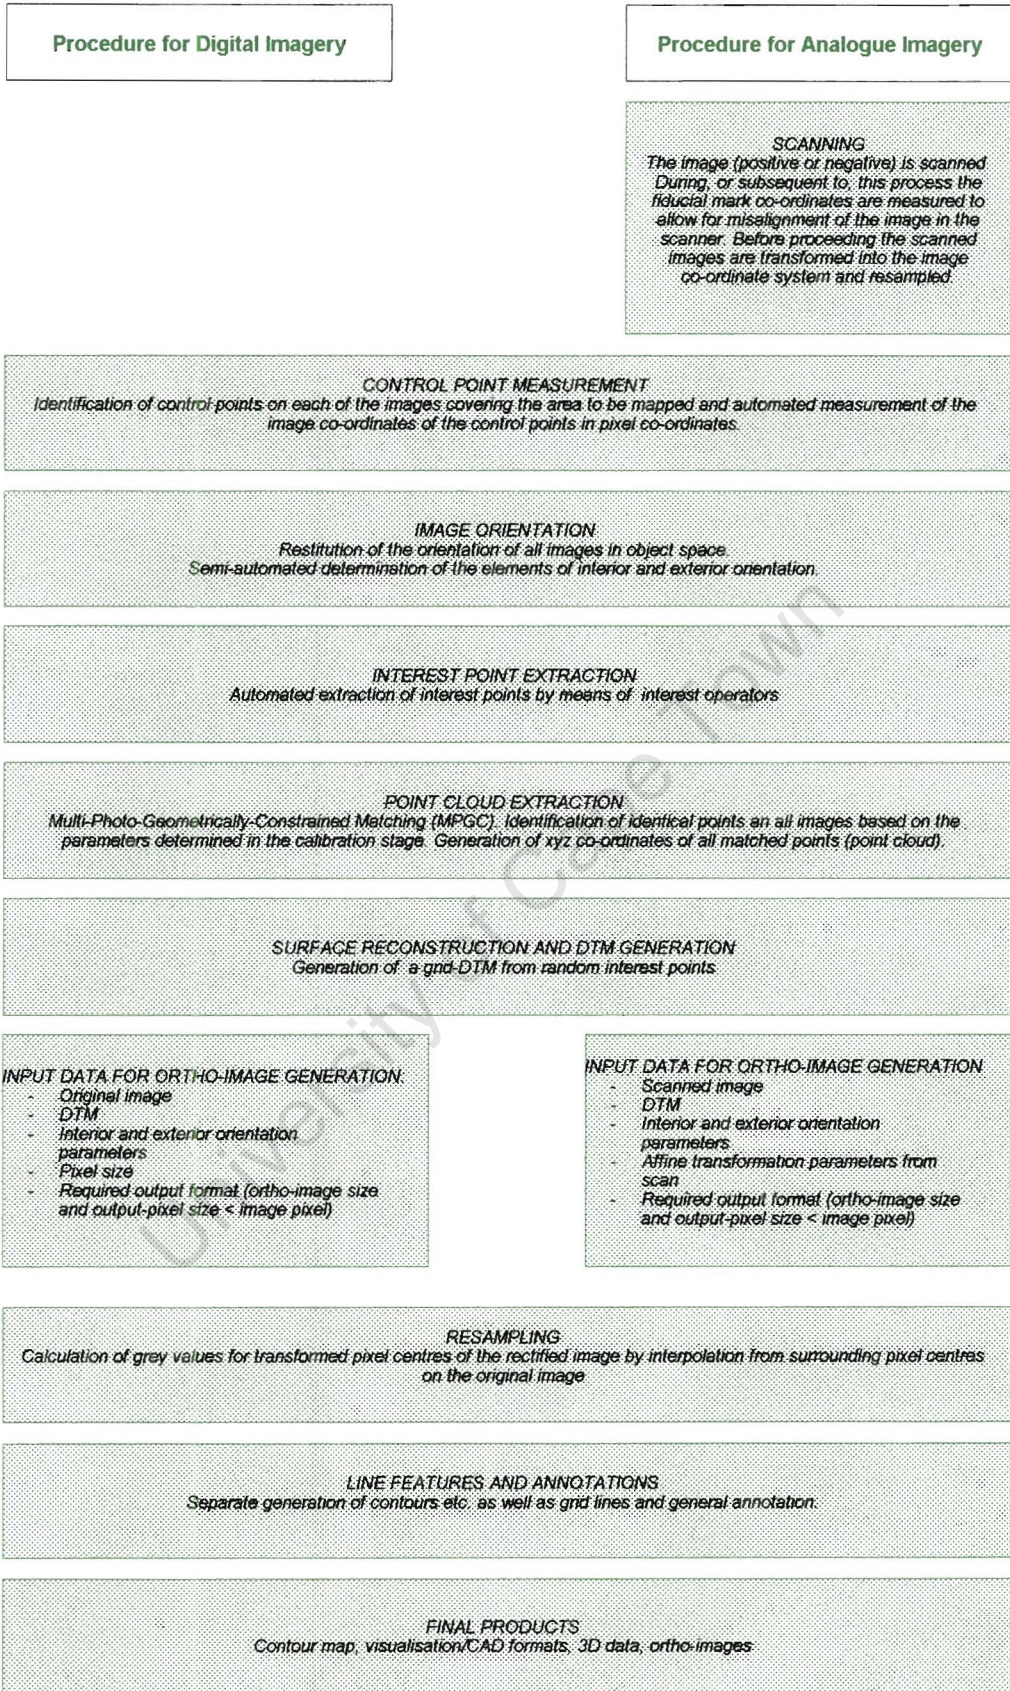 Procedure for Digital Imagery
Procedure for Analogue Imagery
SCANNING
The image (positive or negative) is scanned
During, or subsequent to, this process the
fiducial mark co-ordinates are measured to
allow for misalignment of the image in the
scanner. Before proceeding the scanned
images are transformed into the image
co-ordinate system and resampled.
CONTROL POINT MEASUREMENT
Identification of control points on each of the images covering the area to be mapped and automated measurement of the
image co-ordinates of the control points in pixel co-ordinates.
IMAGE ORIENTATION
Restitution of the orientation of all images in object space.
Semi-automated determination of the elements of interior and exterior orientation.
INTEREST POINT EXTRACTION
Automated extraction of interest points by means of interest operators
POINT CLOUD EXTRACTION
Multi-Photo-Geometrically-Constrained Matching (MPGC). Identification of identical points an all images based on the
parameters determined in the calibration stage. Generation of xyz co-ordinates of all matched points (point cloud).
SURFACE RECONSTRUCTION AND DTM GENERATION
Generation of a grid-DTM from random interest points
INPUT DATA FOR ORTHO-IMAGE GENERATION:
- Original image
- DTM
- Interior and exterior orientation
parameters
- Pixel size
- Required output format (ortho-image size
and output-pixel size < image pixel)
INPUT DATA FOR ORTHO-IMAGE GENERATION
- Scanned image
- DTM
- Interior and exterior orientation
parameters
- Affine transformation parameters from
scan
- Required output format (ortho-image size
and output-pixel size < image pixel)
RESAMPLING
Calculation of grey values for transformed pixel centres of the rectified image by interpolation from surrounding pixel centres
on the original image
LINE FEATURES AND ANNOTATIONS
Separate generation of contours etc. as well as grid lines and general annotation.
FINAL PRODUCTS
Contour map, visualisation/CAD formats, 3D data, ortho-images
University of Cape Town